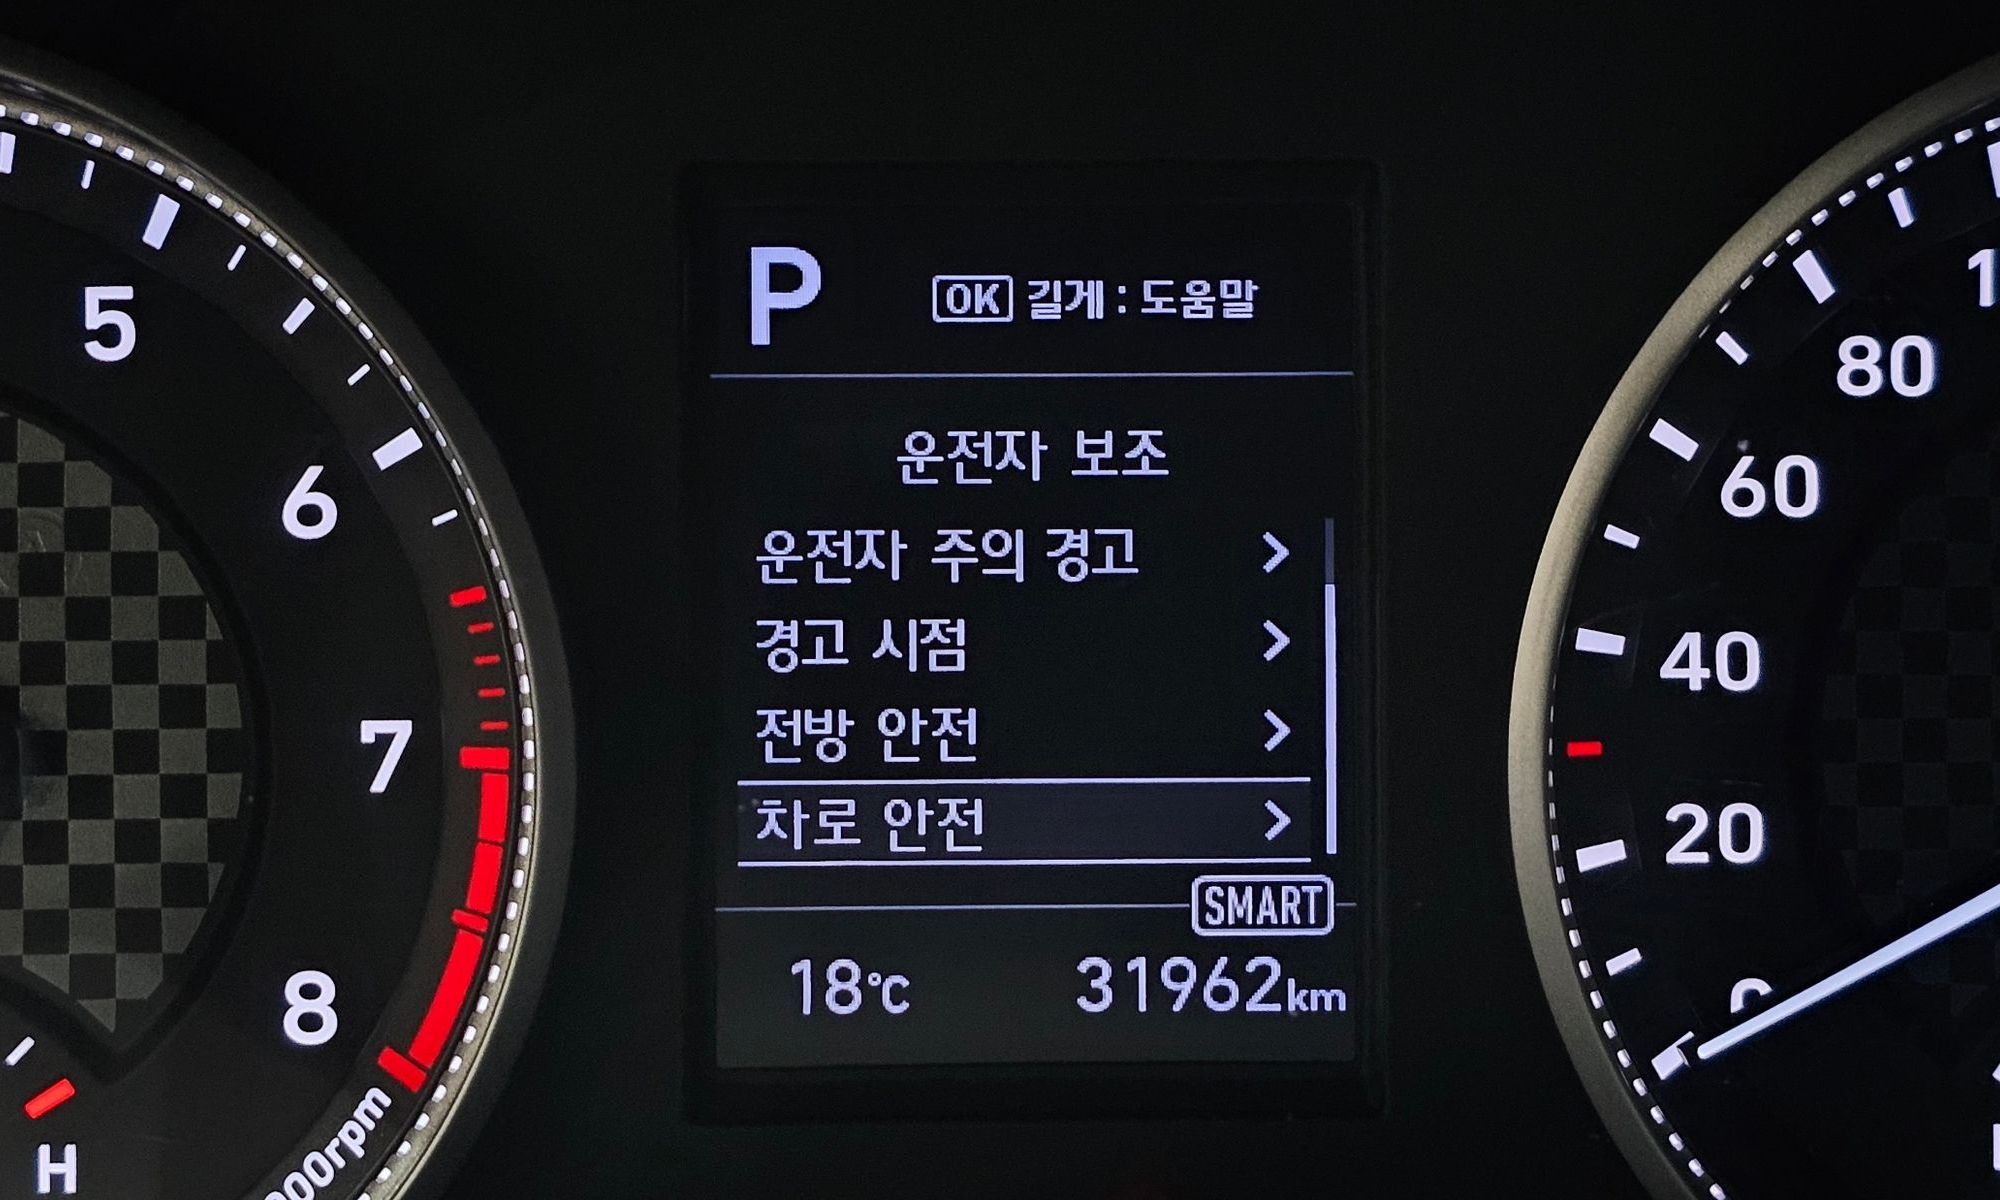 P
OK 길게 : 도움말
운전자 보조
운전자 주의 경고
경고 시점
전방 안전
차로 안전
SMART
18℃ 31962km
5
6
7
8
H
80
60
40
20
0